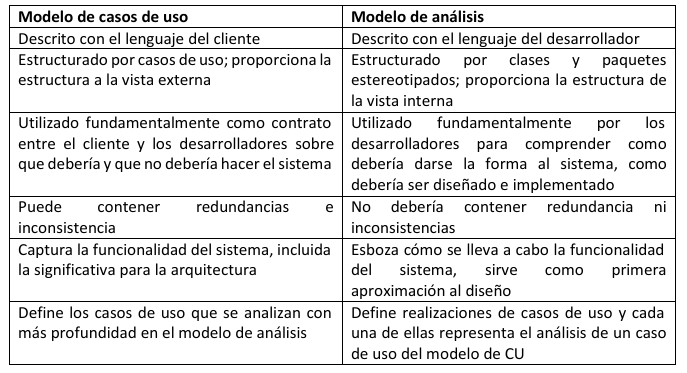 Modelo de casos de uso
Modelo de análisis
Descrito con el lenguaje del cliente
Descrito con el lenguaje del desarrollador
Estructurado por casos de uso; proporciona la
estructura a la vista externa
Estructurado por clases y paquetes
estereotipados; proporciona la estructura de
la vista interna
Utilizado fundamentalmente como contrato
entre el cliente y los desarrolladores sobre
que debería y que no debería hacer el sistema
Utilizado fundamentalmente por los
desarrolladores para comprender como
debería darse la forma al sistema, como
debería ser diseñado e implementado
Puede contener redundancias e
inconsistencia
No debería contener redundancia ni
inconsistencias
Captura la funcionalidad del sistema, incluida
la significativa para la arquitectura
Esboza cómo se lleva a cabo la funcionalidad
del sistema, sirve como primera
aproximación al diseño
Define los casos de uso que se analizan con
más profundidad en el modelo de análisis
Define realizaciones de casos de uso y cada
una de ellas representa el análisis de un caso
de uso del modelo de CU